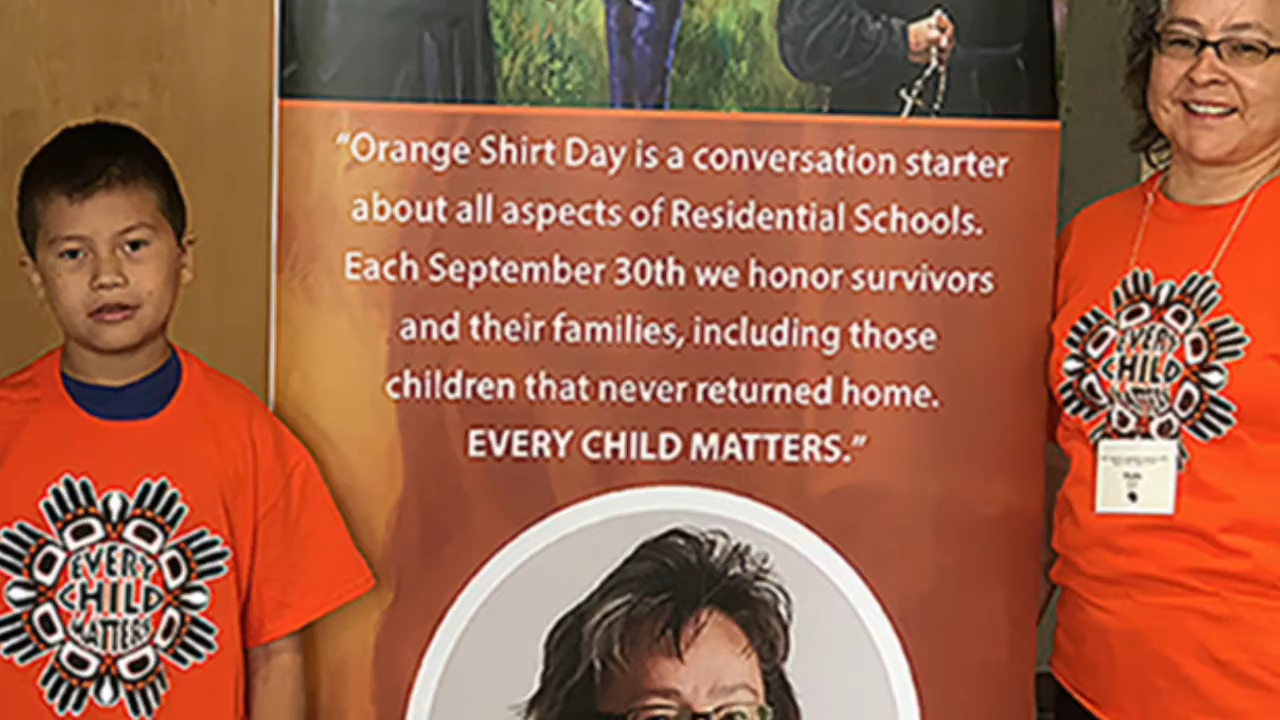 “Orange Shirt Day is a conversation starter
about all aspects of Residential Schools.
Each September 30th we honor survivors
and their families, including those
children that never returned home.
EVERY CHILD MATTERS.”
EVERY
CHILD
MATTERS
EVERY
CHILD
MATTERS